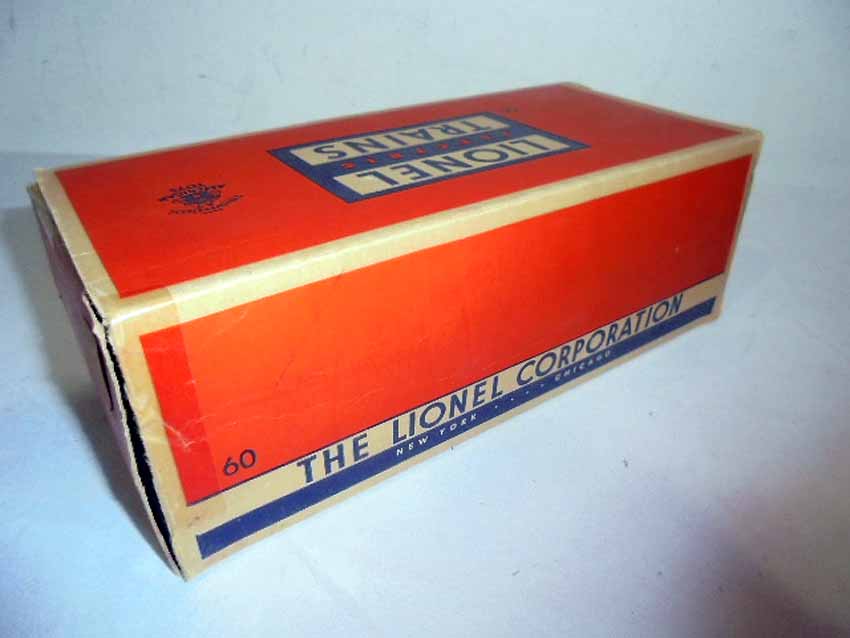 LIONEL
ELECTRIC
TRAINS
60
THE LIONEL CORPORATION
NEW YORK . . . . CHICAGO